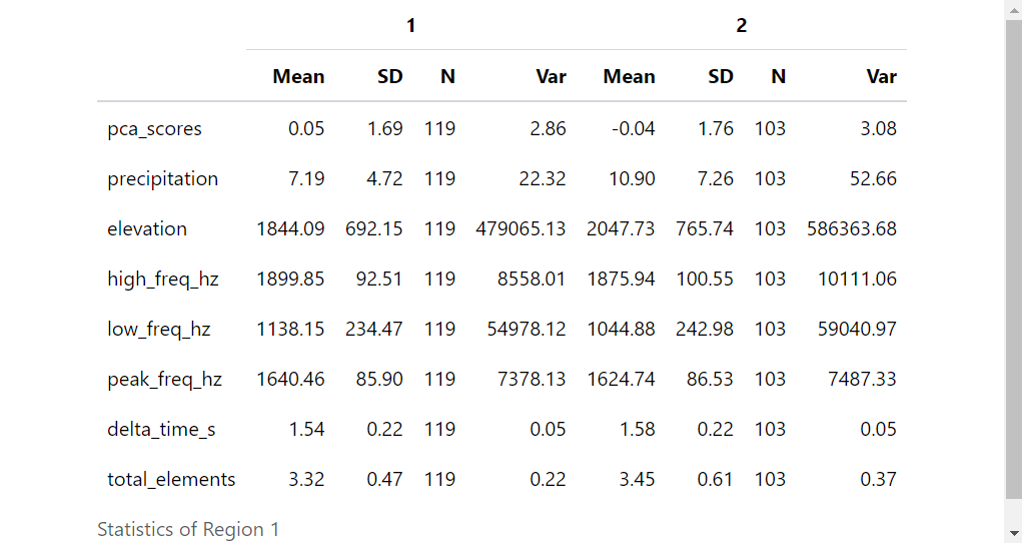 1 2
Mean SD N Var Mean SD N Var
pca_scores 0.05 1.69 119 2.86 -0.04 1.76 103 3.08
precipitation 7.19 4.72 119 22.32 10.90 7.26 103 52.66
elevation 1844.09 692.15 119 479065.13 2047.73 765.74 103 586363.68
high_freq_hz 1899.85 92.51 119 8558.01 1875.94 100.55 103 10111.06
low_freq_hz 1138.15 234.47 119 54978.12 1044.88 242.98 103 59040.97
peak_freq_hz 1640.46 85.90 119 7378.13 1624.74 86.53 103 7487.33
delta_time_s 1.54 0.22 119 0.05 1.58 0.22 103 0.05
total_elements 3.32 0.47 119 0.22 3.45 0.61 103 0.37
Statistics of Region 1